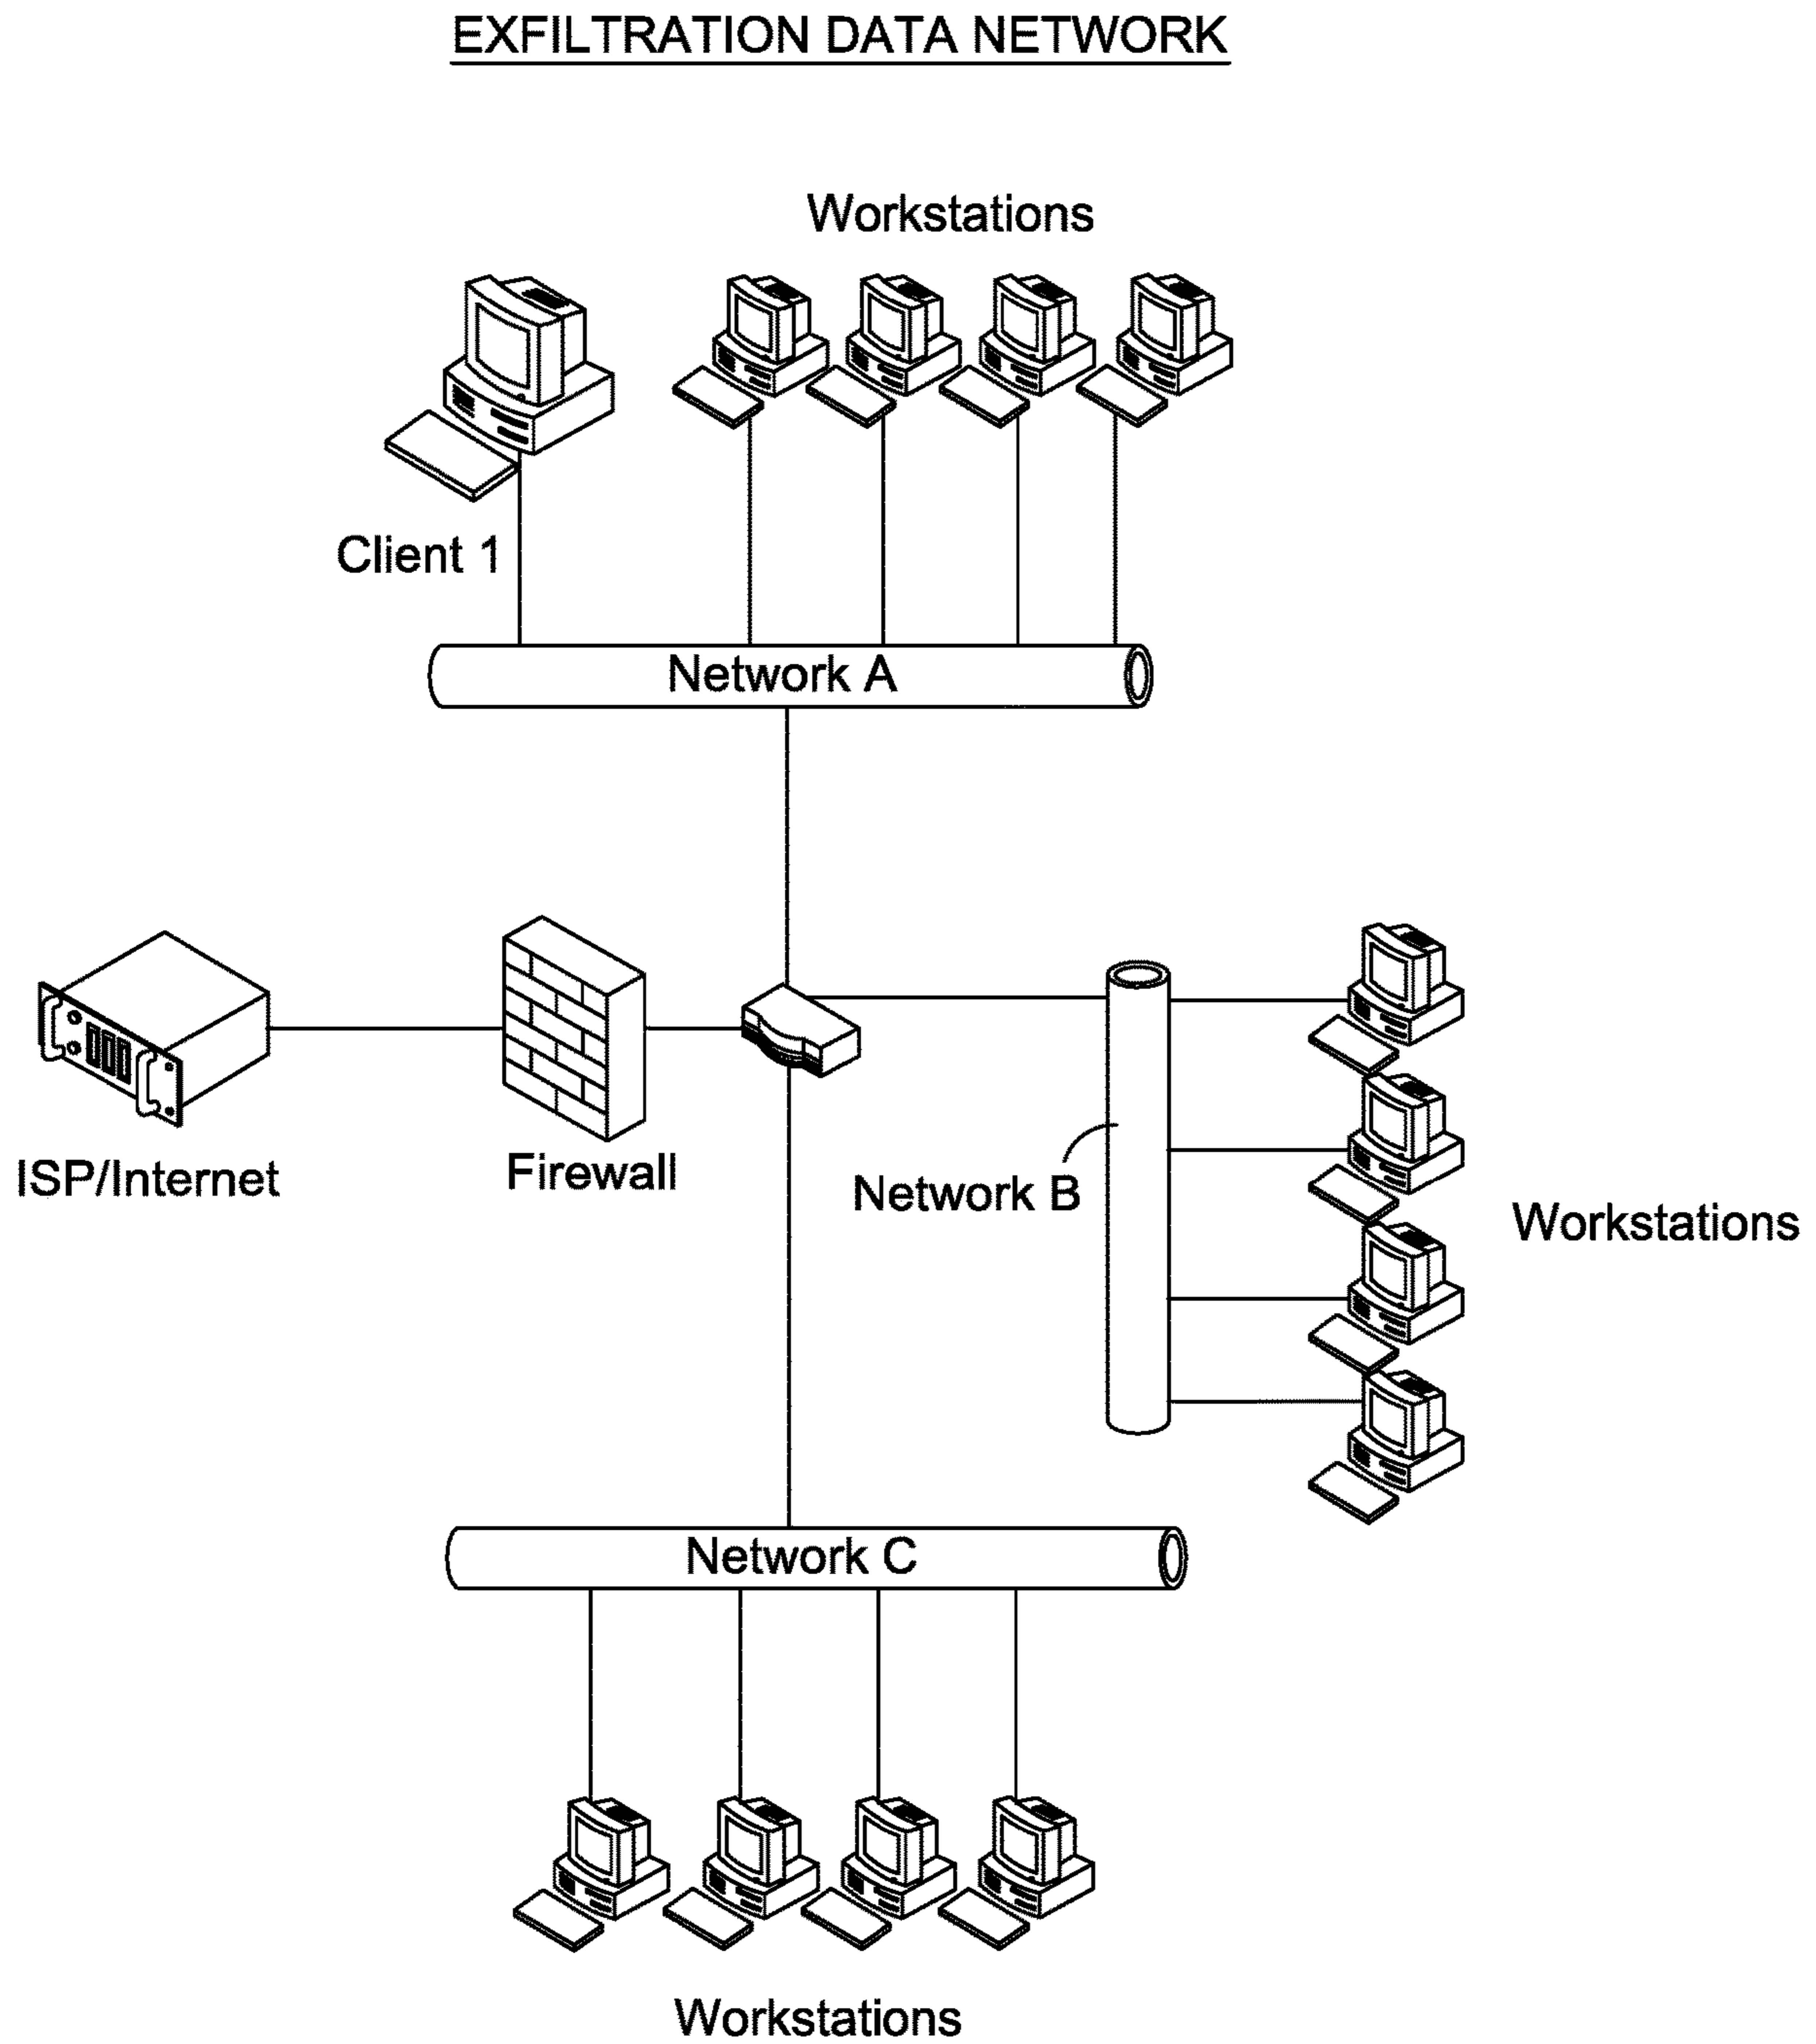 EXFILTRATION DATA NETWORK
Workstations
Client 1
Network A
ISP/Internet
Firewall
Network B
Workstations
Network C
Workstations